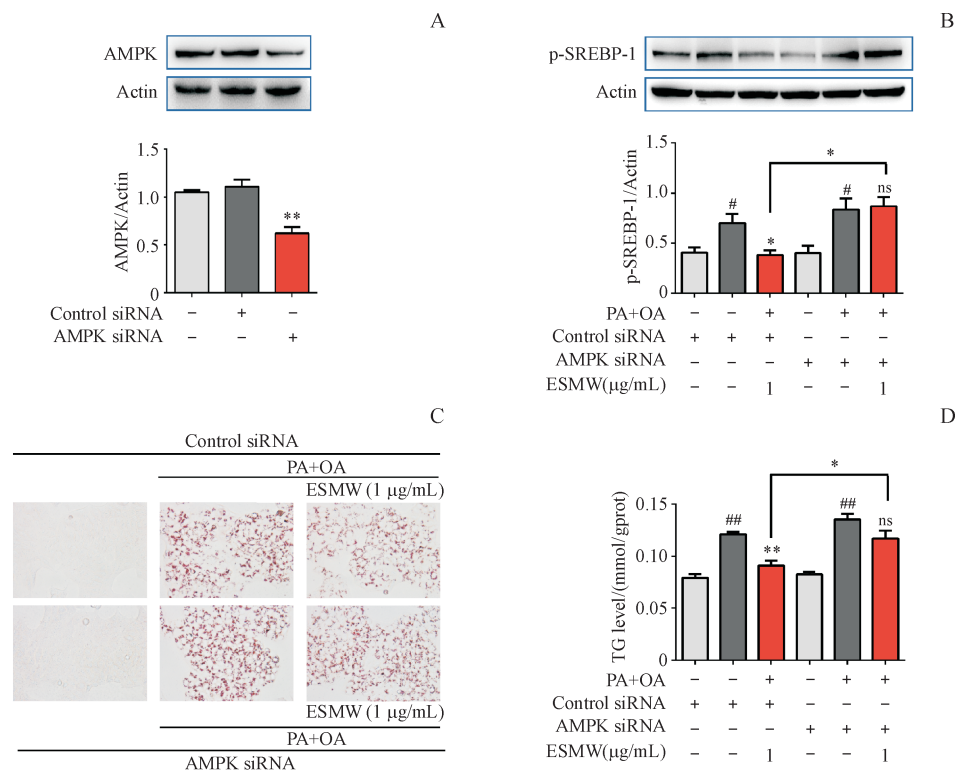 A
AMPK
Actin
1.5
1.0
0.5
0
AMPK/Actin
**
Control siRNA − + −
AMPK siRNA − − +
B
p-SREBP-1
Actin
1.5
1.0
0.5
0
p-SREBP-1/Actin
# * # ns
*
PA+OA − − + − + +
Control siRNA + + + − − −
AMPK siRNA − − − + + +
ESMW(μg/mL) − − 1 − − 1
C
Control siRNA
PA+OA
ESMW (1 μg/mL)
ESMW (1 μg/mL)
PA+OA
AMPK siRNA
D
0.15
0.10
0.05
0
TG level/(mmol/gprot)
## ** ## ns
*
PA+OA − − + − + +
Control siRNA + + + − − −
AMPK siRNA − − − + + +
ESMW(μg/mL) − − 1 − − 1